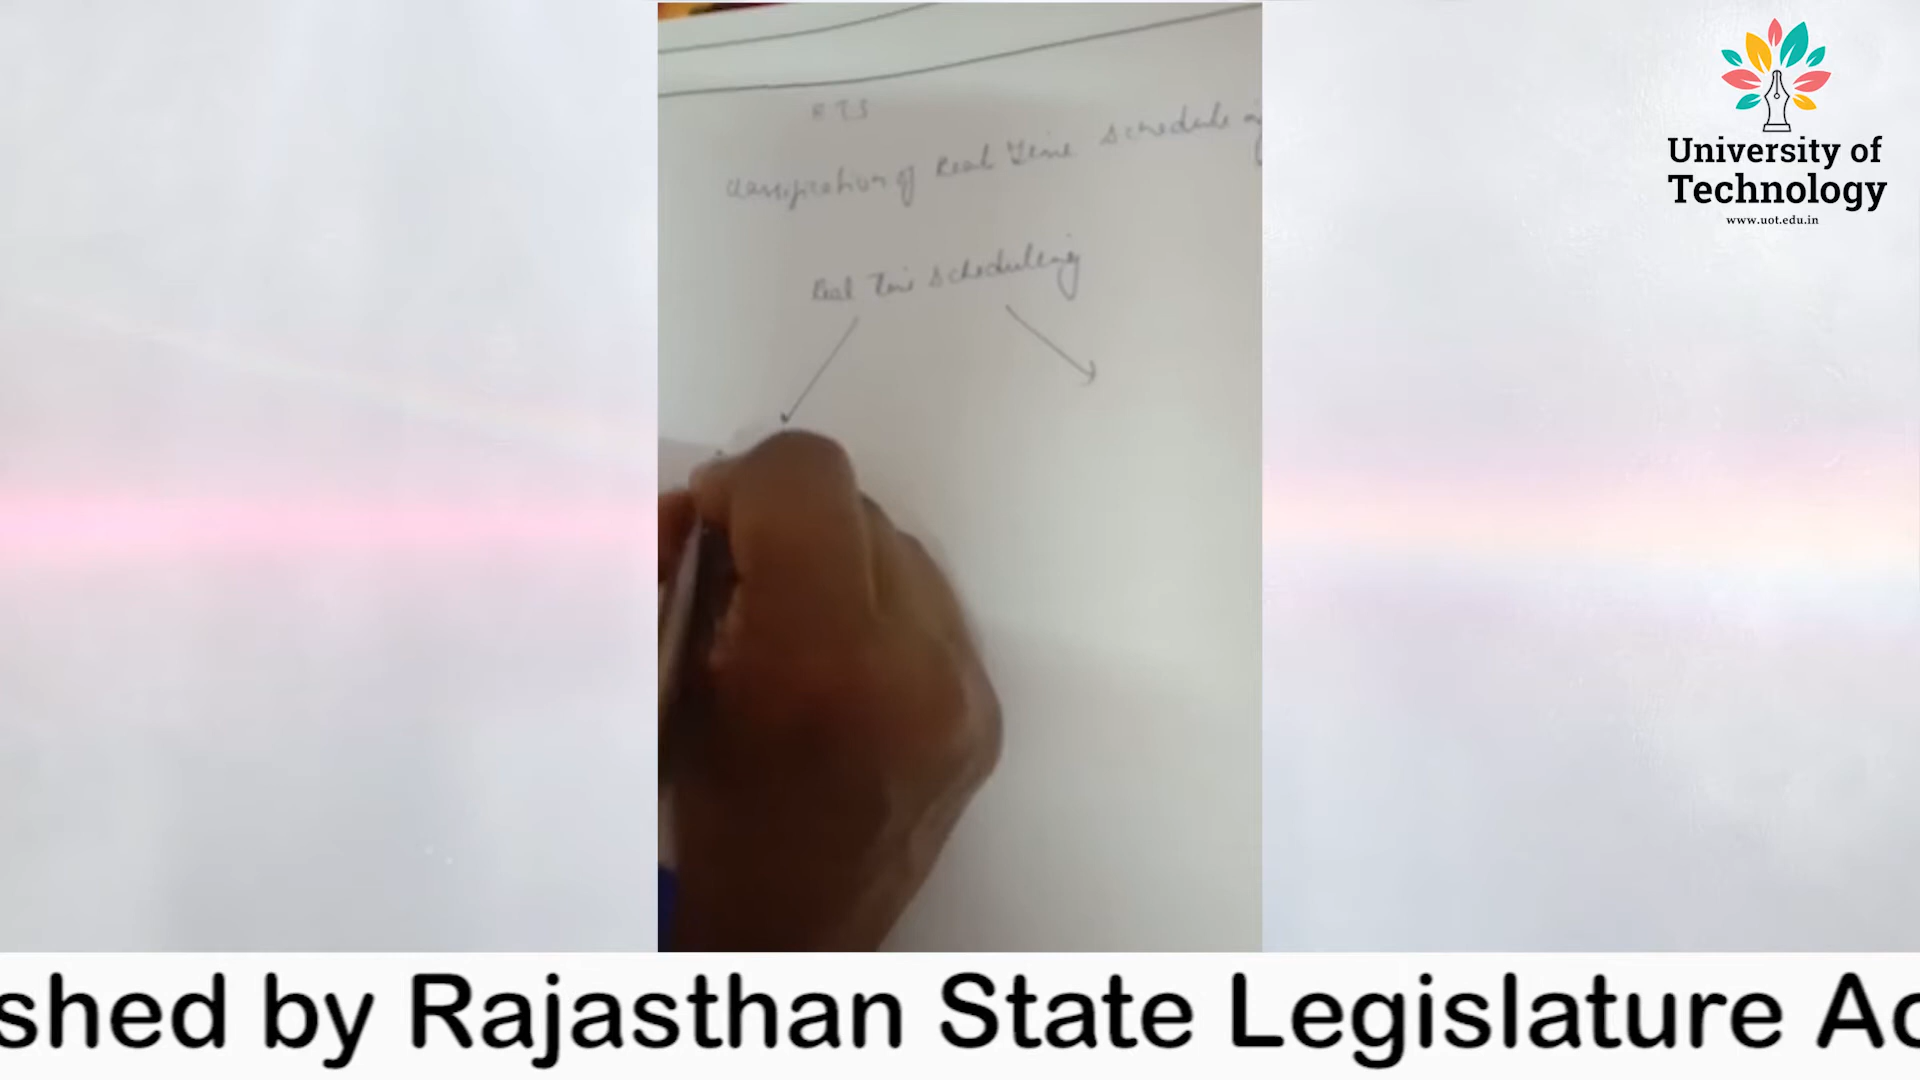 University of
Technology
www.uot.edu.in
RTS
Classification of Real Time Scheduling
Real Time Scheduling
shed by Rajasthan State Legislature Ac